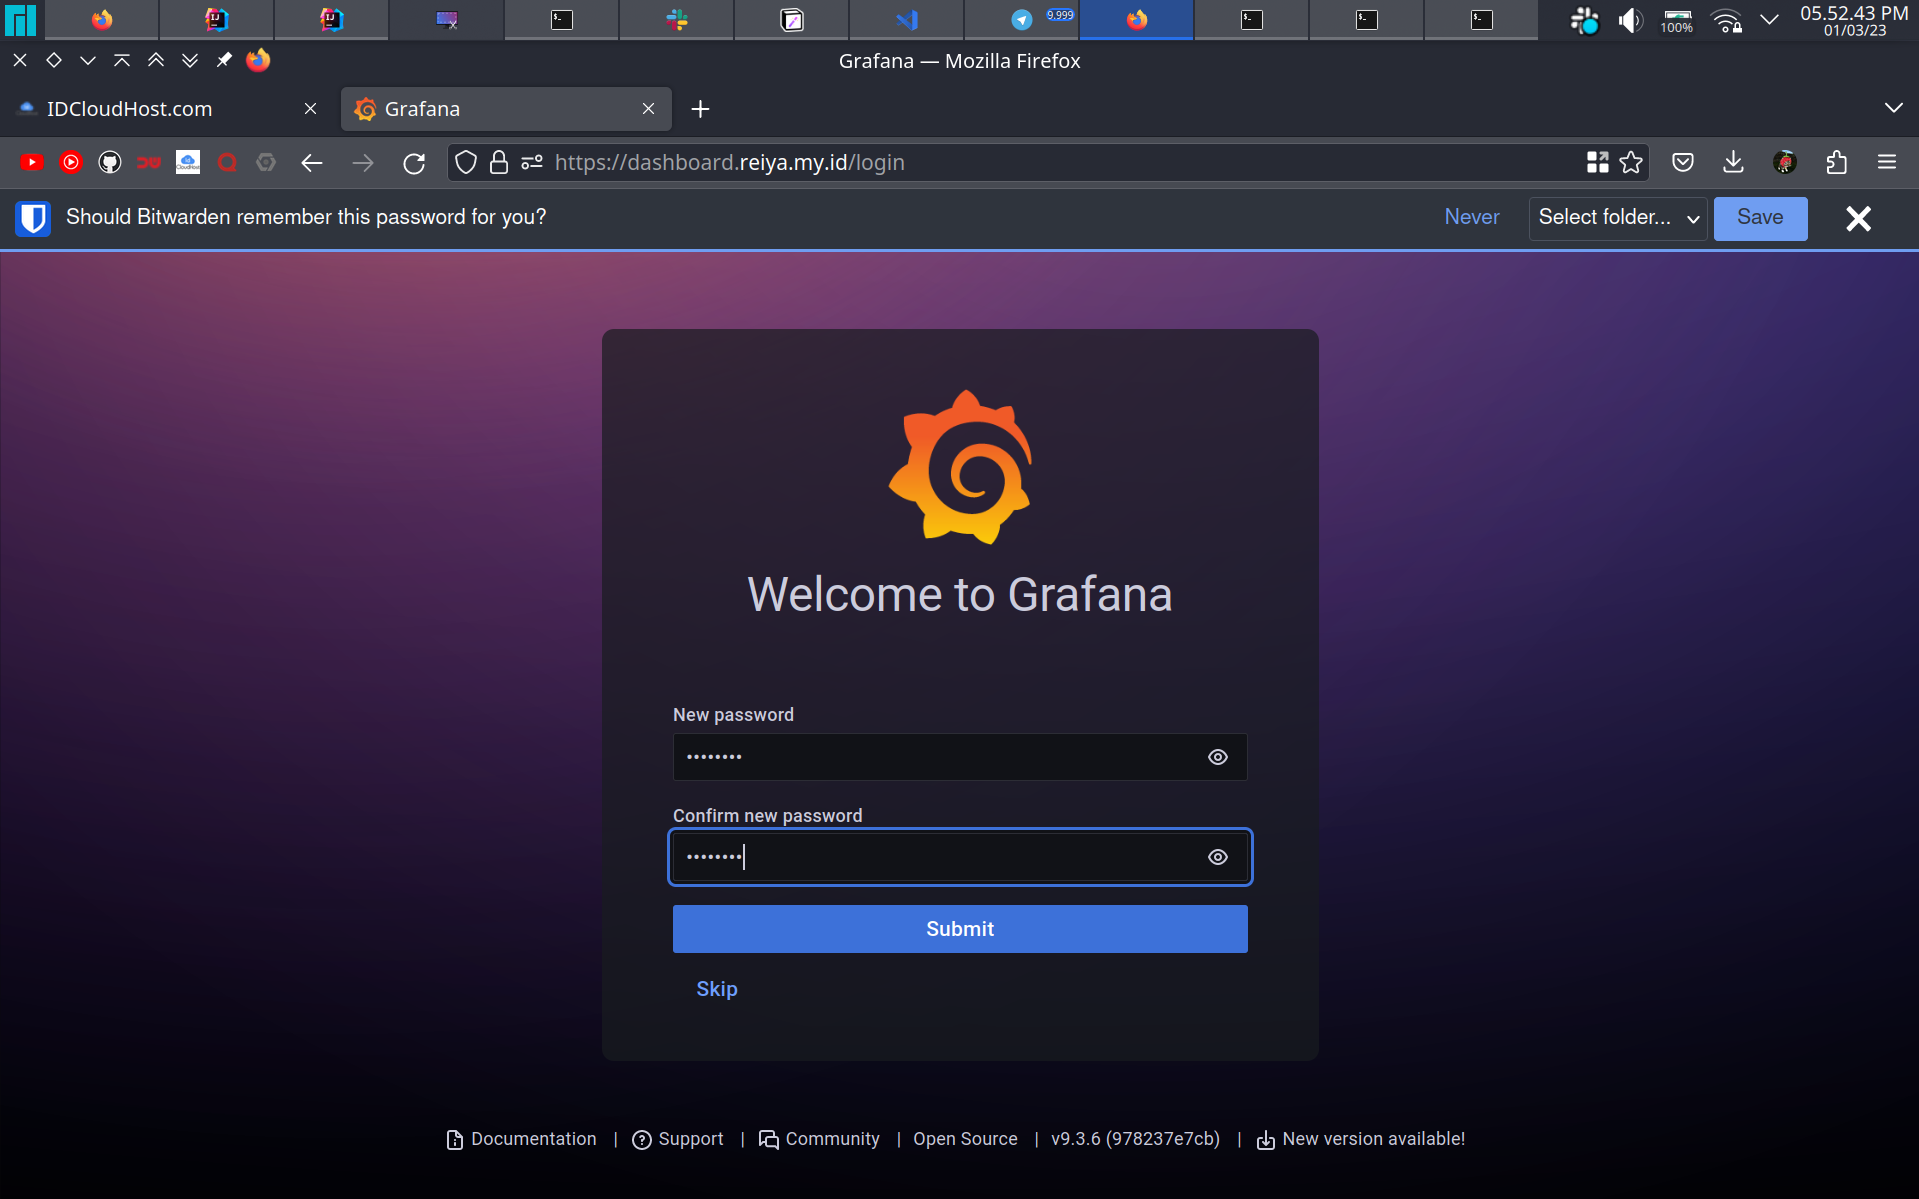 9,999
100%
05.52.43 PM
01/03/23
Grafana — Mozilla Firefox
IDCloudHost.com
Grafana
https://dashboard.reiya.my.id/login
Should Bitwarden remember this password for you?
Never
Select folder...
Save
Welcome to Grafana
New password
••••••••
Confirm new password
••••••••
Submit
Skip
Documentation | Support | Community | Open Source | v9.3.6 (978237e7cb) | New version available!